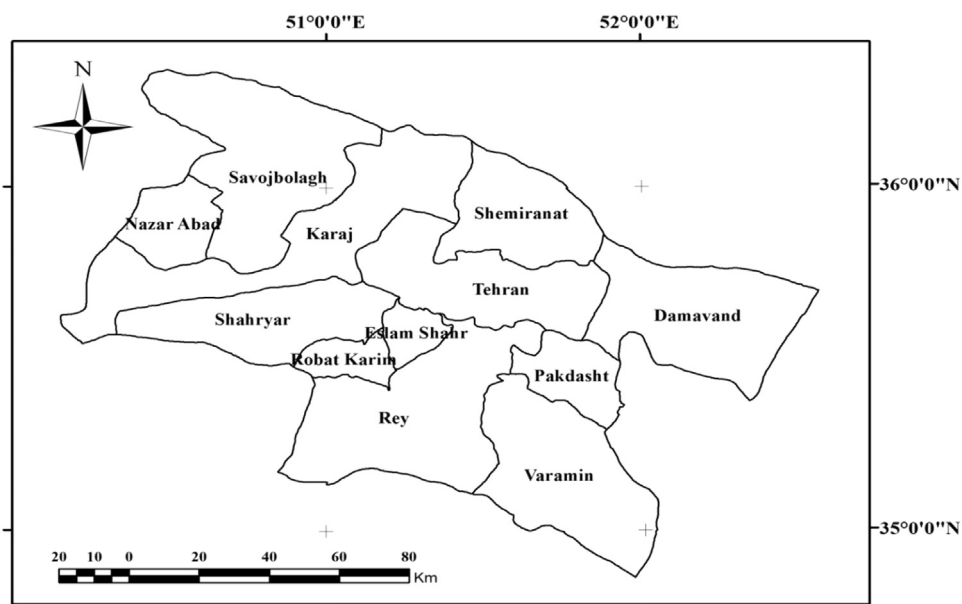 51°0'0"E 52°0'0"E
N
Savojbolagh
36°0'0"N
Shemiranat
Nazar Abad
Karaj
Tehran
Damavand
Shahryar
Eslam Shahr
Robat Karim
Pakdasht
Rey
Varamin
35°0'0"N
20 10 0 20 40 60 80
Km